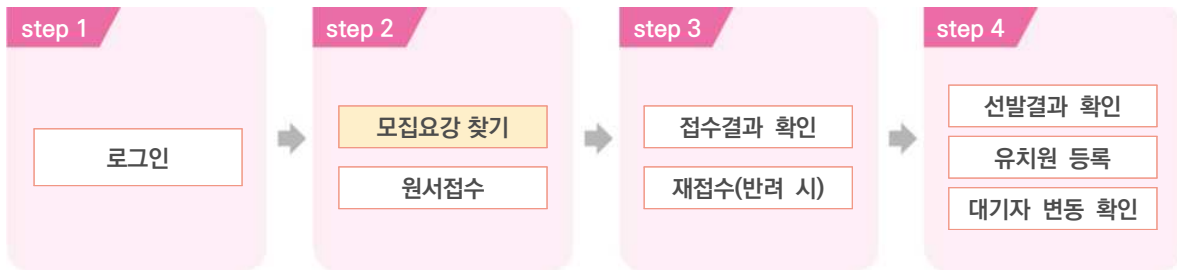 step 1
로그인
step 2
모집요강 찾기
원서접수
step 3
접수결과 확인
재접수(반려 시)
step 4
선발결과 확인
유치원 등록
대기자 변동 확인